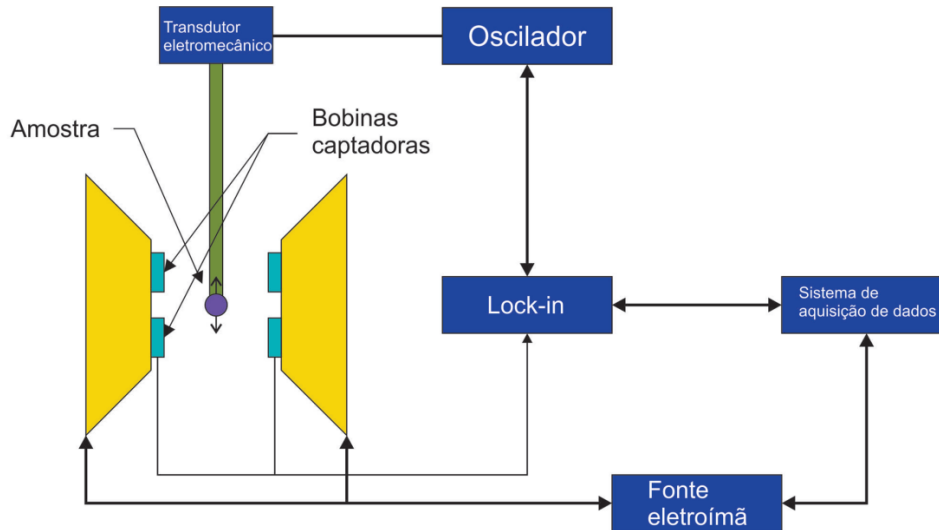 Transdutor
eletromecânico
Oscilador
Amostra
Bobinas
captadoras
Lock-in
Sistema de
aquisição de dados
Fonte
eletroímã